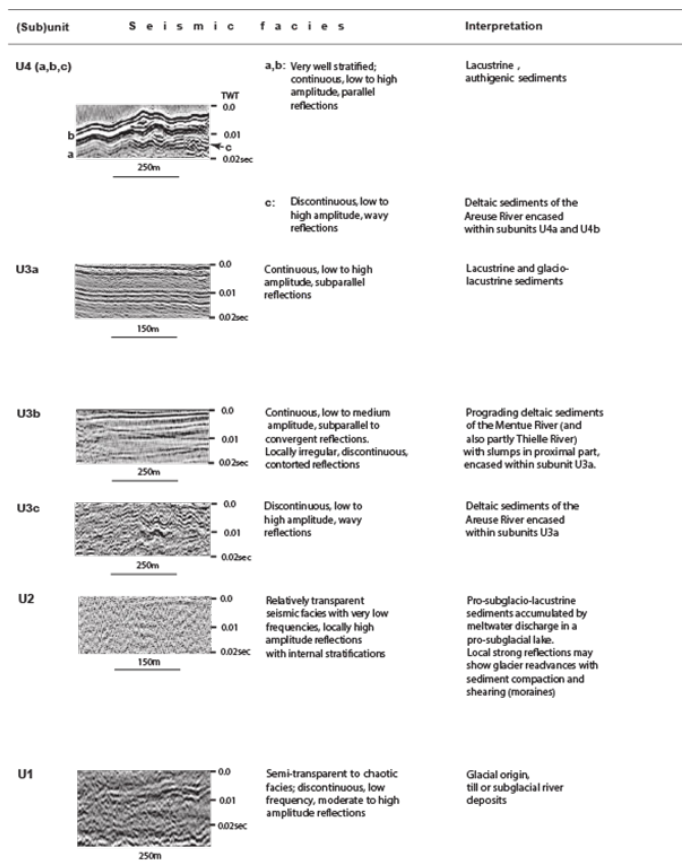 (Sub)unit S e i s m i c f a c i e s Interpretation
U4 (a,b,c)
TWT
0.0
0.01
0.02sec
b
a
c
250m
a,b: Very well stratified;
continuous, low to high
amplitude, parallel
reflections
Lacustrine ,
authigenic sediments
c: Discontinuous, low to
high amplitude, wavy
reflections
Deltaic sediments of the
Areuse River encased
within subunits U4a and U4b
U3a
0.0
0.01
0.02sec
150m
Continuous, low to high
amplitude, subparallel
reflections
Lacustrine and glacio-
lacustrine sediments
U3b
0.0
0.01
0.02sec
250m
Continuous, low to medium
amplitude, subparallel to
convergent reflections.
Locally irregular, discontinuous,
contorted reflections
Prograding deltaic sediments
of the Mentue River (and
also partly Thielle River)
with slumps in proximal part,
encased within subunit U3a.
U3c
0.0
0.01
0.02sec
250m
Discontinuous, low to
high amplitude, wavy
reflections
Deltaic sediments of the
Areuse River encased
within subunits U3a
U2
0.0
0.01
0.02sec
150m
Relatively transparent
seismic facies with very low
frequencies, locally high
amplitude reflections
with internal stratifications
Pro-subglacio-lacustrine
sediments accumulated by
meltwater discharge in a
pro-subglacial lake.
Local strong reflections may
show glacier readvances with
sediment compaction and
shearing (moraines)
U1
0.0
0.01
0.02sec
250m
Semi-transparent to chaotic
facies; discontinuous, low
frequency, moderate to high
amplitude reflections
Glacial origin,
till or subglacial river
deposits